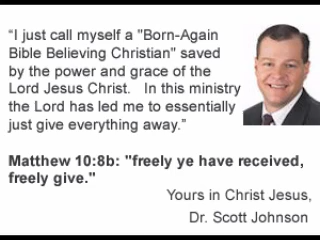 “I just call myself a "Born-Again
Bible Believing Christian" saved
by the power and grace of the
Lord Jesus Christ. In this ministry
the Lord has led me to essentially
just give everything away.”
Matthew 10:8b: "freely ye have received,
freely give."
Yours in Christ Jesus,
Dr. Scott Johnson